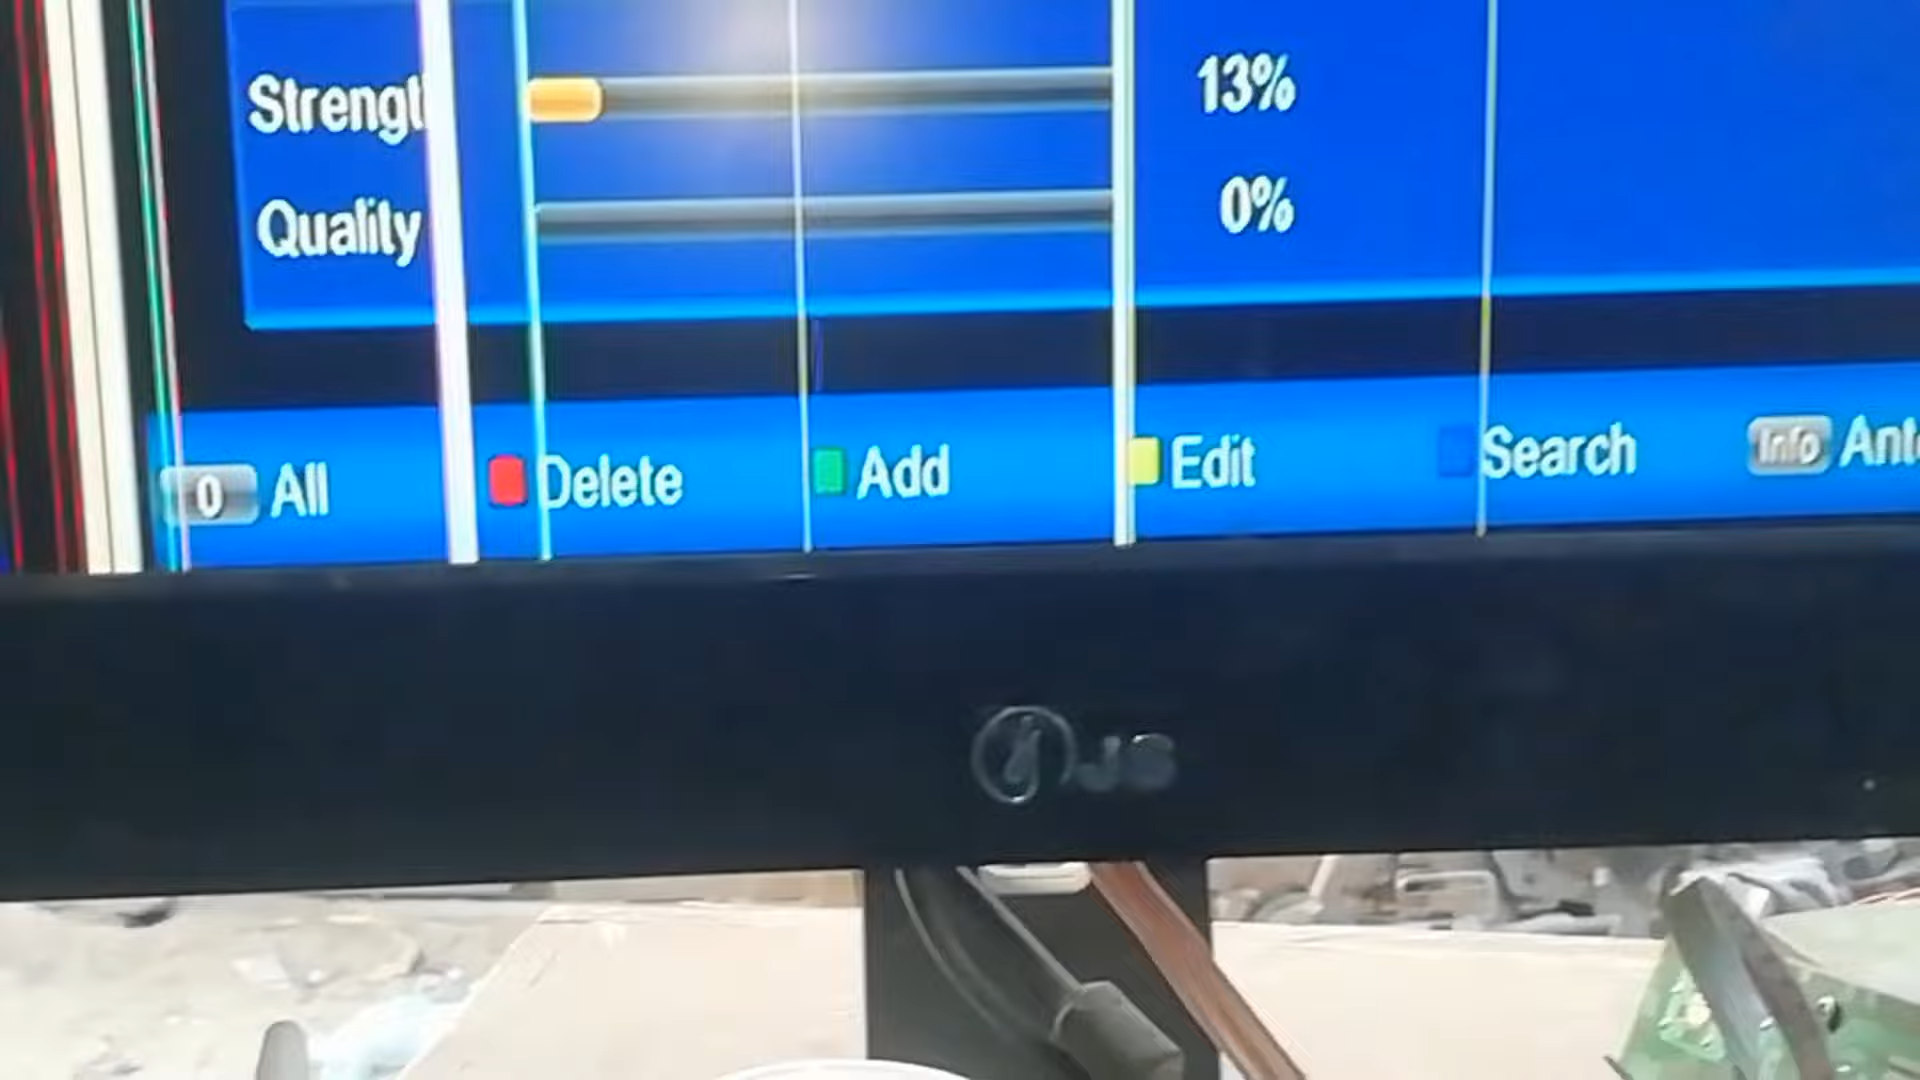 Strengt 13%
Quality 0%
0 All Delete Add Edit Search Info Ant
JS